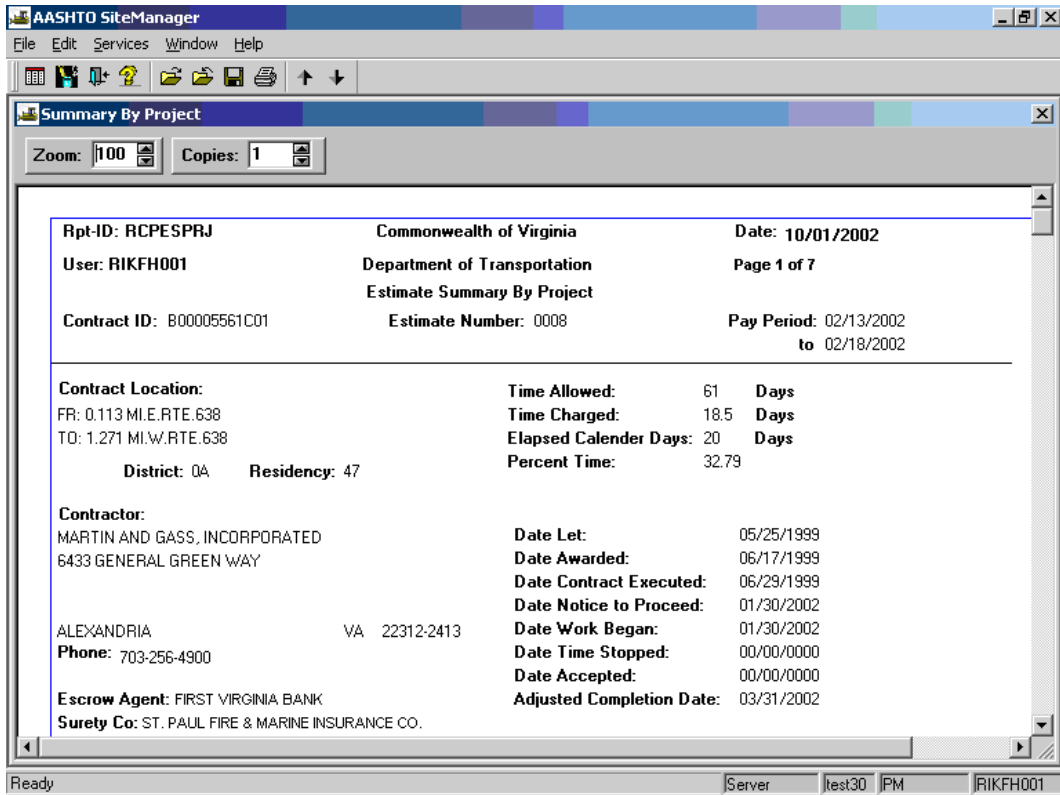 AASHTO SiteManager
File Edit Services Window Help
Summary By Project
Zoom: 100 Copies: 1
Rpt-ID: RCPESPRJ Commonwealth of Virginia Date: 10/01/2002
User: RIKFH001 Department of Transportation Page 1 of 7
Estimate Summary By Project
Contract ID: B00005561C01 Estimate Number: 0008 Pay Period: 02/13/2002
to 02/18/2002
Contract Location: Time Allowed: 61 Days
FR: 0.113 MI.E.RTE.638 Time Charged: 18.5 Days
TO: 1.271 MI.W.RTE.638 Elapsed Calender Days: 20 Days
Percent Time: 32.79
District: 0A Residency: 47
Contractor:
MARTIN AND GASS, INCORPORATED Date Let: 05/25/1999
6433 GENERAL GREEN WAY Date Awarded: 06/17/1999
Date Contract Executed: 06/29/1999
Date Notice to Proceed: 01/30/2002
ALEXANDRIA VA 22312-2413 Date Work Began: 01/30/2002
Phone: 703-256-4900 Date Time Stopped: 00/00/0000
Date Accepted: 00/00/0000
Escrow Agent: FIRST VIRGINIA BANK Adjusted Completion Date: 03/31/2002
Surety Co: ST. PAUL FIRE & MARINE INSURANCE CO.
Ready Server test30 PM RIKFH001